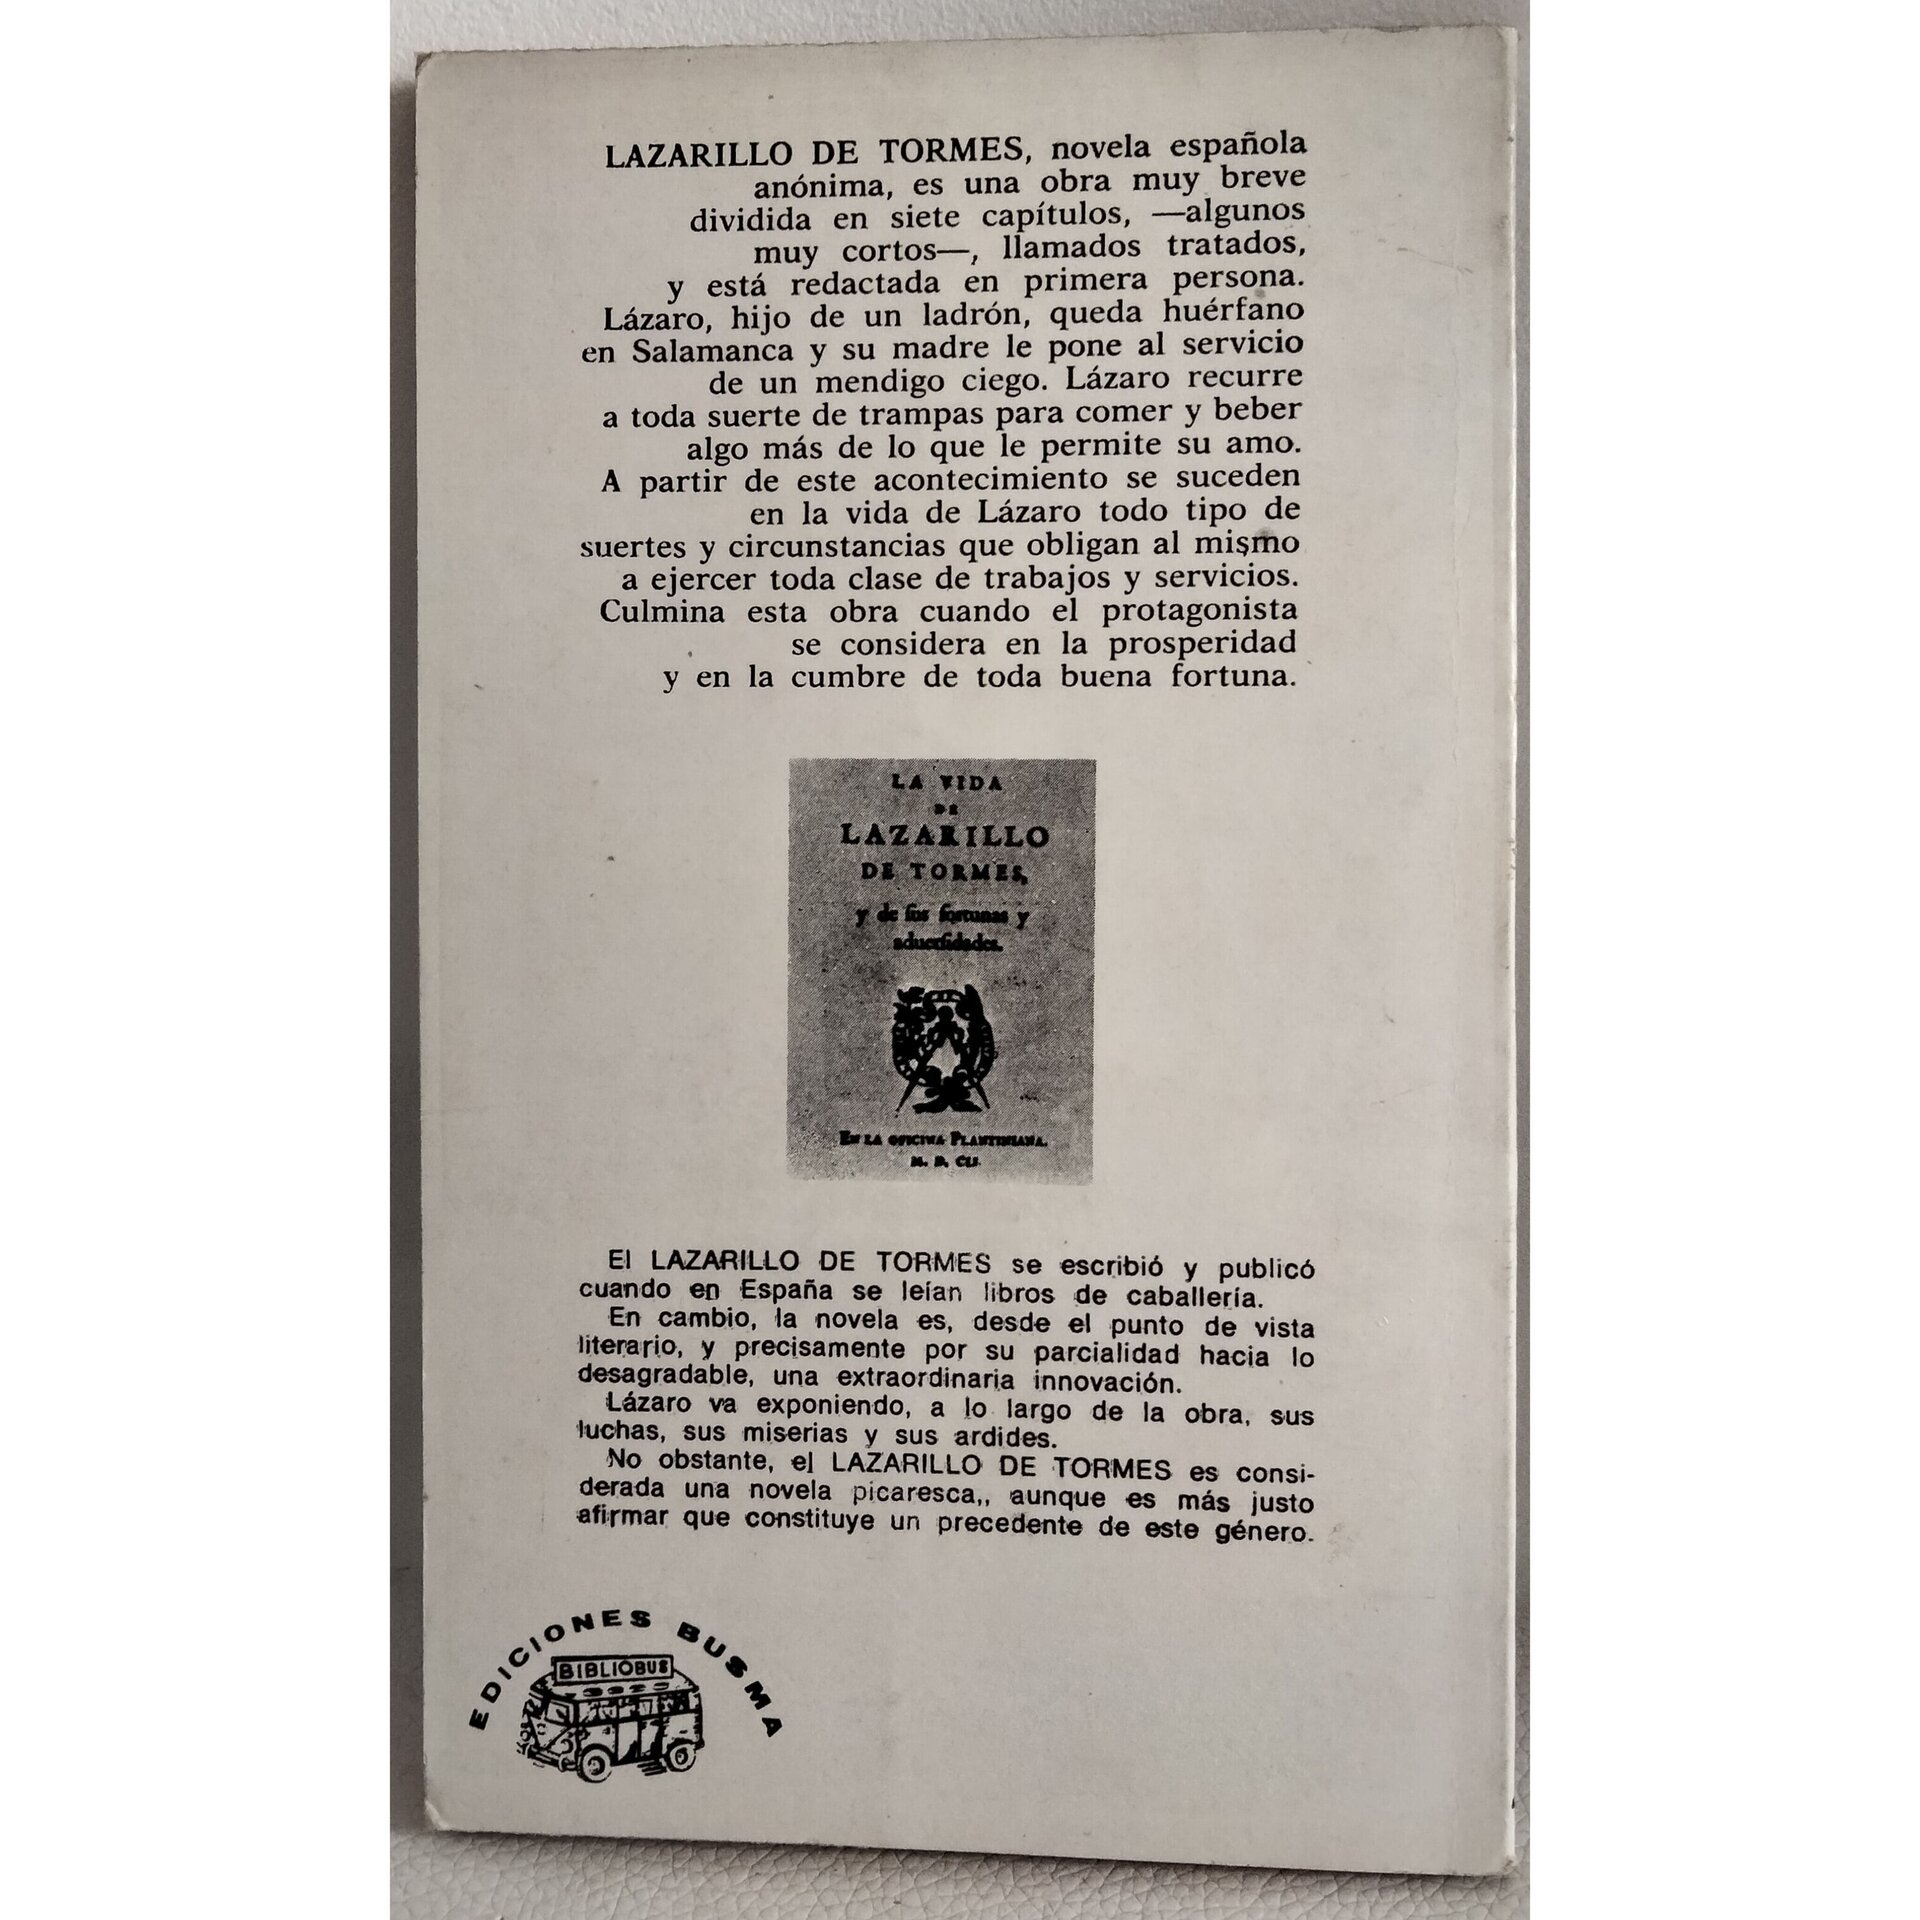 LAZARILLO DE TORMES, novela española
anónima, es una obra muy breve
dividida en siete capítulos, —algunos
muy cortos—, llamados tratados,
y está redactada en primera persona.
Lázaro, hijo de un ladrón, queda huérfano
en Salamanca y su madre le pone al servicio
de un mendigo ciego. Lázaro recurre
a toda suerte de trampas para comer y beber
algo más de lo que le permite su amo.
A partir de este acontecimiento se suceden
en la vida de Lázaro todo tipo de
suertes y circunstancias que obligan al mismo
a ejercer toda clase de trabajos y servicios.
Culmina esta obra cuando el protagonista
se considera en la prosperidad
y en la cumbre de toda buena fortuna.
LA VIDA
DE
LAZARILLO
DE TORMES,
y de ſus fortunas y
aduerſidades.
EN LA OFICINA PLANTINIANA.
M. D. CII.
El LAZARILLO DE TORMES se escribió y publicó
cuando en España se leían libros de caballería.
En cambio, la novela es, desde el punto de vista
literario, y precisamente por su parcialidad hacia lo
desagradable, una extraordinaria innovación.
Lázaro va exponiendo, a lo largo de la obra, sus
luchas, sus miserias y sus ardides.
No obstante, el LAZARILLO DE TORMES es consi-
derada una novela picaresca,, aunque es más justo
afirmar que constituye un precedente de este género.
EDICIONES BUSMA
BIBLIOBUS